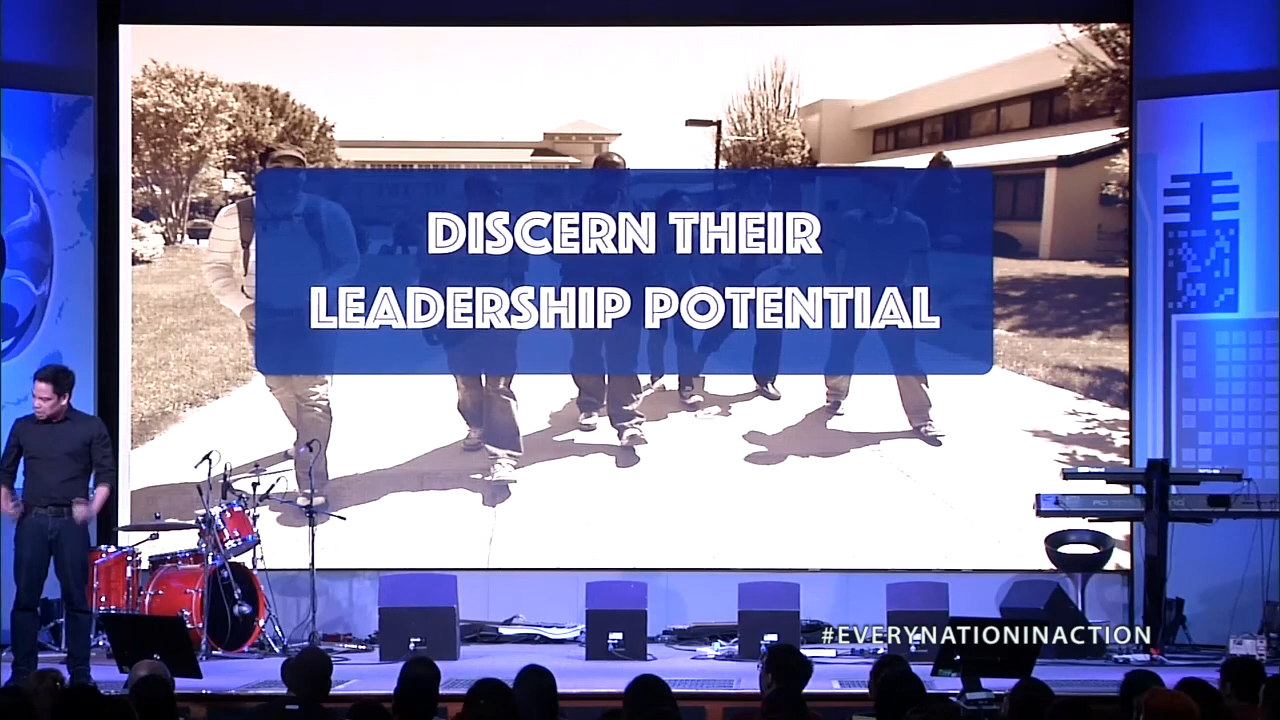 DISCERN THEIR
LEADERSHIP POTENTIAL
#EVERYNATIONINACTION